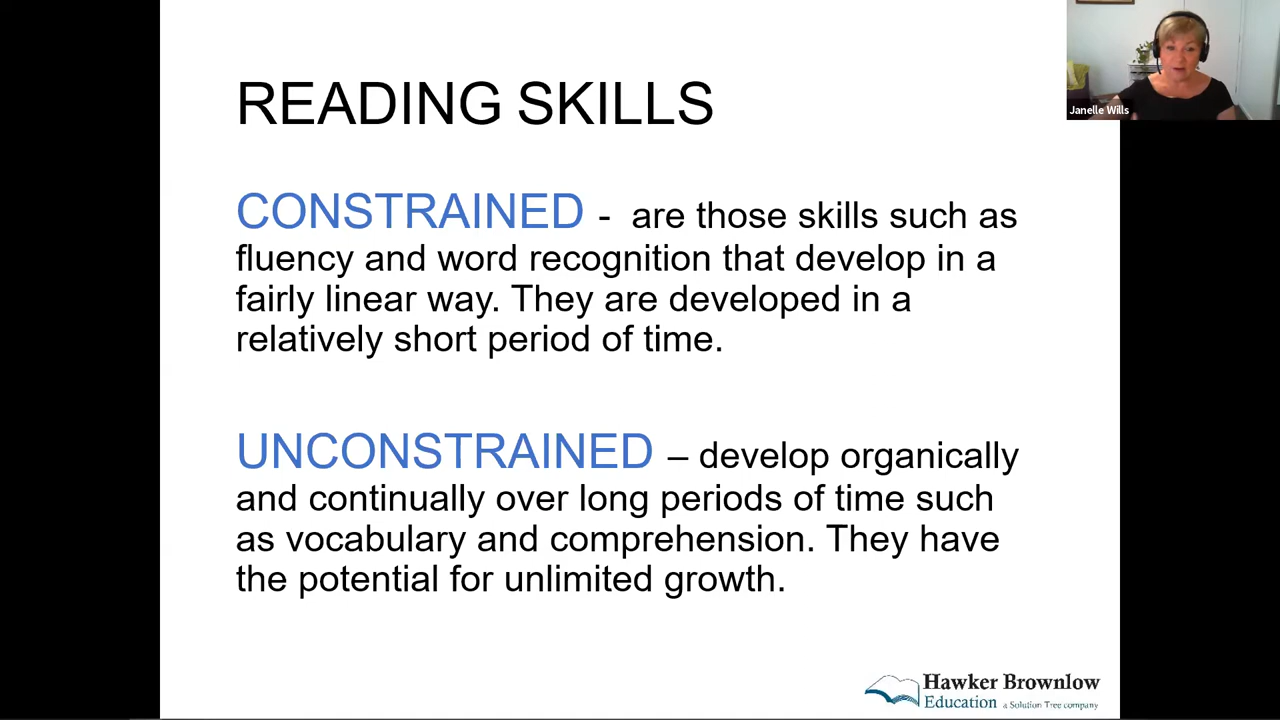 READING SKILLS
CONSTRAINED -  are those skills such as
fluency and word recognition that develop in a
fairly linear way. They are developed in a
relatively short period of time.
UNCONSTRAINED – develop organically
and continually over long periods of time such
as vocabulary and comprehension. They have
the potential for unlimited growth.
Janelle Wills
Hawker Brownlow
Education a Solution Tree company